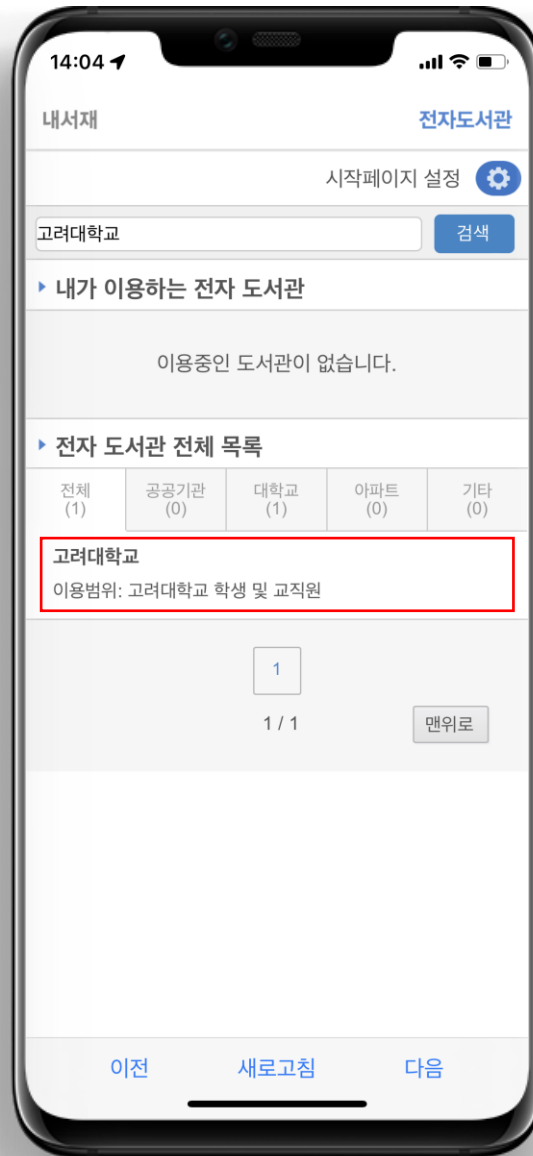 14:04
내서재 전자도서관
시작페이지 설정
고려대학교 검색
내가 이용하는 전자 도서관
이용중인 도서관이 없습니다.
전자 도서관 전체 목록
전체 공공기관 대학교 아파트 기타
(1) (0) (1) (0) (0)
고려대학교
이용범위: 고려대학교 학생 및 교직원
1
1 / 1 맨위로
이전 새로고침 다음